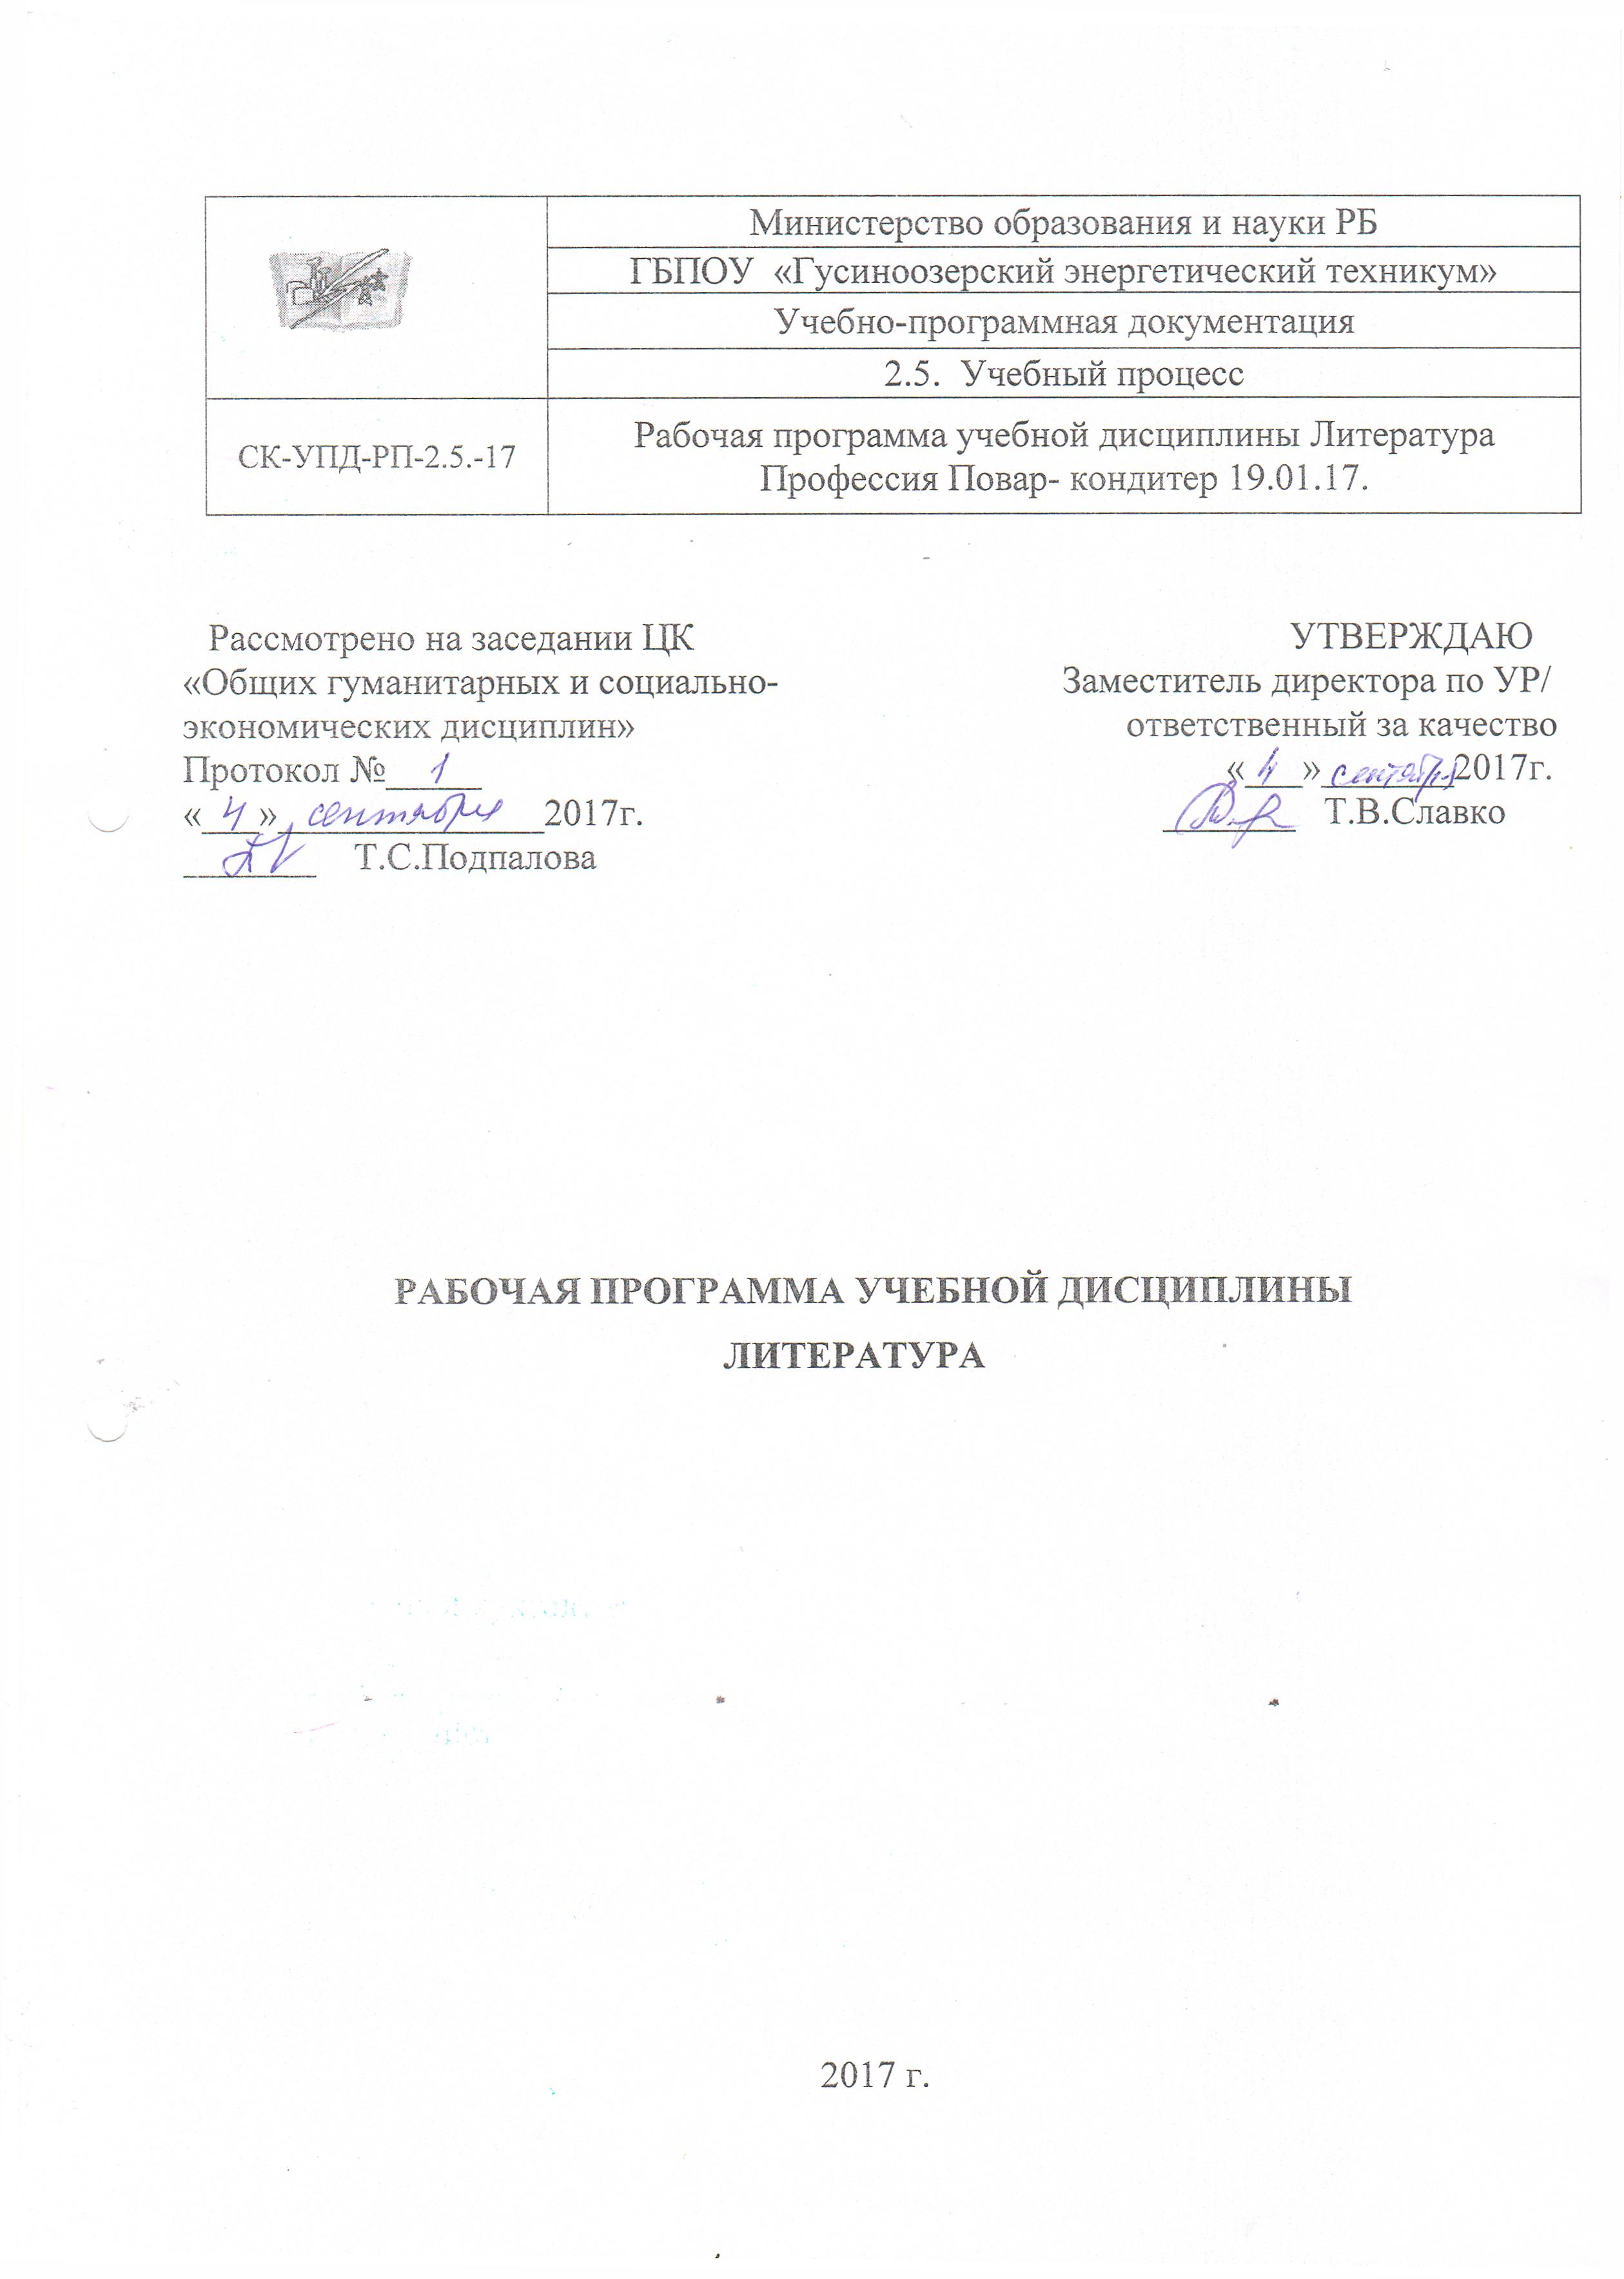 Министерство образования и науки РБ
ГБПОУ «Гусиноозерский энергетический техникум»
Учебно-программная документация
2.5. Учебный процесс
СК-УПД-РП-2.5.-17
Рабочая программа учебной дисциплины Литература
Профессия Повар- кондитер 19.01.17.
Рассмотрено на заседании ЦК
«Общих гуманитарных и социально-
экономических дисциплин»
Протокол № 1
« 4 » сентября 2017г.
Т.С.Подпалова
УТВЕРЖДАЮ
Заместитель директора по УР/
ответственный за качество
« 4 » сентября 2017г.
Т.В.Славко
РАБОЧАЯ ПРОГРАММА УЧЕБНОЙ ДИСЦИПЛИНЫ
ЛИТЕРАТУРА
2017 г.